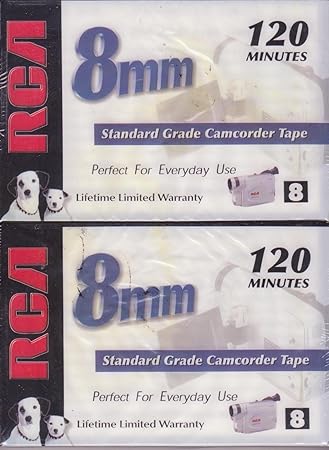 RCA
8mm
120
MINUTES
Standard Grade Camcorder Tape
Perfect For Everyday Use
Lifetime Limited Warranty
RCA
8
RCA
8mm
120
MINUTES
Standard Grade Camcorder Tape
Perfect For Everyday Use
Lifetime Limited Warranty
8